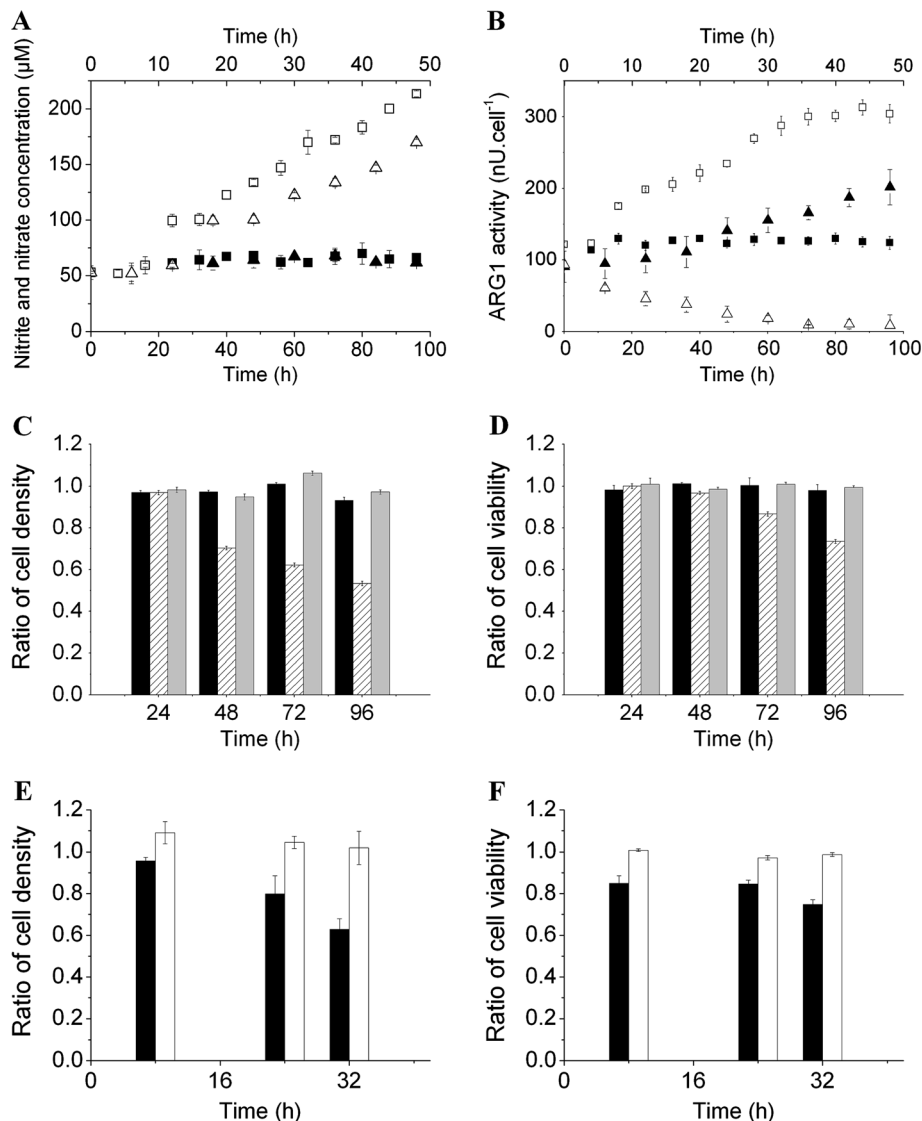 A
Time (h)
0 10 20 30 40 50
Nitrite and nitrate concentration (µM)
200
150
100
50
0
0 20 40 60 80 100
Time (h)
B
Time (h)
0 10 20 30 40 50
ARG1 activity (nU.cell⁻¹)
300
200
100
0
0 20 40 60 80 100
Time (h)
C
Ratio of cell density
1.2
1.0
0.8
0.6
0.4
0.2
0.0
24 48 72 96
Time (h)
D
Ratio of cell viability
1.2
1.0
0.8
0.6
0.4
0.2
0.0
24 48 72 96
Time (h)
E
Ratio of cell density
1.2
1.0
0.8
0.6
0.4
0.2
0.0
0 16 32
Time (h)
F
Ratio of cell viability
1.2
1.0
0.8
0.6
0.4
0.2
0.0
0 16 32
Time (h)